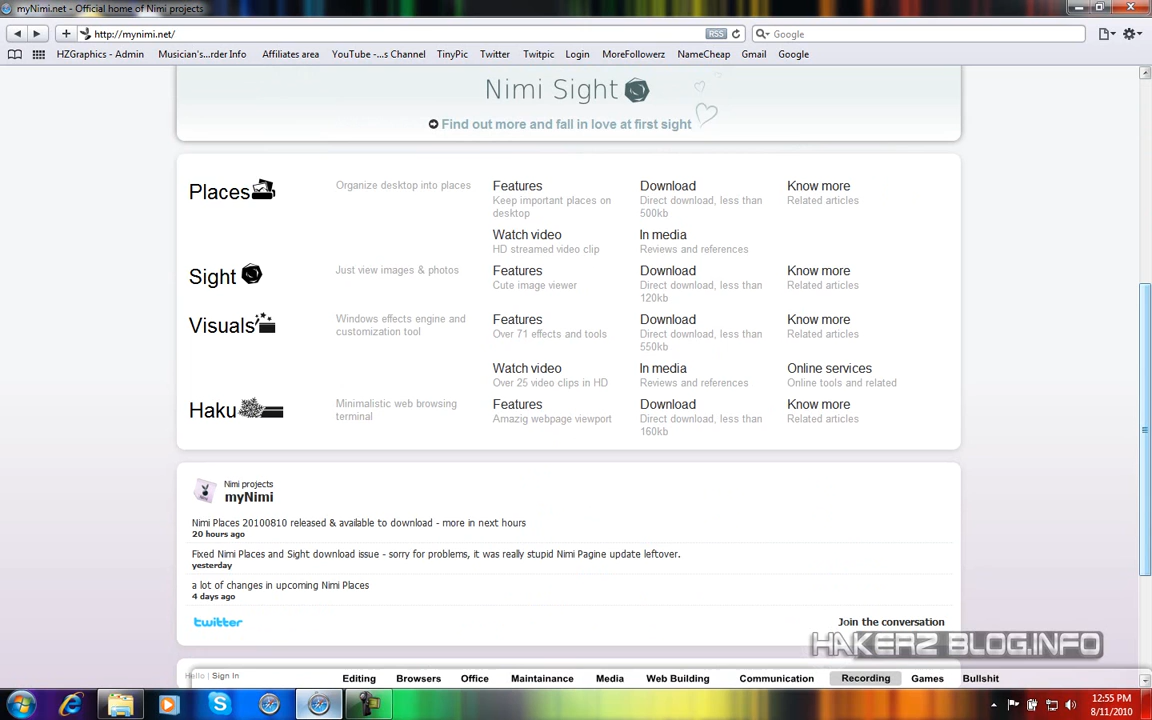 myNimi.net - Official home of Nimi projects
http://mynimi.net/
RSS
Google
HZGraphics - Admin
Musician's...rder Info
Affiliates area
YouTube -...s Channel
TinyPic
Twitter
Twitpic
Login
MoreFollowerz
NameCheap
Gmail
Google
Nimi Sight
Find out more and fall in love at first sight
Places
Organize desktop into places
Features
Keep important places on
desktop
Download
Direct download, less than
500kb
Know more
Related articles
Watch video
HD streamed video clip
In media
Reviews and references
Sight
Just view images & photos
Features
Cute image viewer
Download
Direct download, less than
120kb
Know more
Related articles
Visuals
Windows effects engine and
customization tool
Features
Over 71 effects and tools
Download
Direct download, less than
550kb
Know more
Related articles
Watch video
Over 25 video clips in HD
In media
Reviews and references
Online services
Online tools and related
Haku
Minimalistic web browsing
terminal
Features
Amazig webpage viewport
Download
Direct download, less than
160kb
Know more
Related articles
Nimi projects
myNimi
Nimi Places 20100810 released & available to download - more in next hours
20 hours ago
Fixed Nimi Places and Sight download issue - sorry for problems, it was really stupid Nimi Pagine update leftover.
yesterday
a lot of changes in upcoming Nimi Places
4 days ago
twitter
Join the conversation
HAKERZ BLOG.INFO
Hello | Sign In
Editing
Browsers
Office
Maintainance
Media
Web Building
Communication
Recording
Games
Bullshit
12:55 PM
8/11/2010